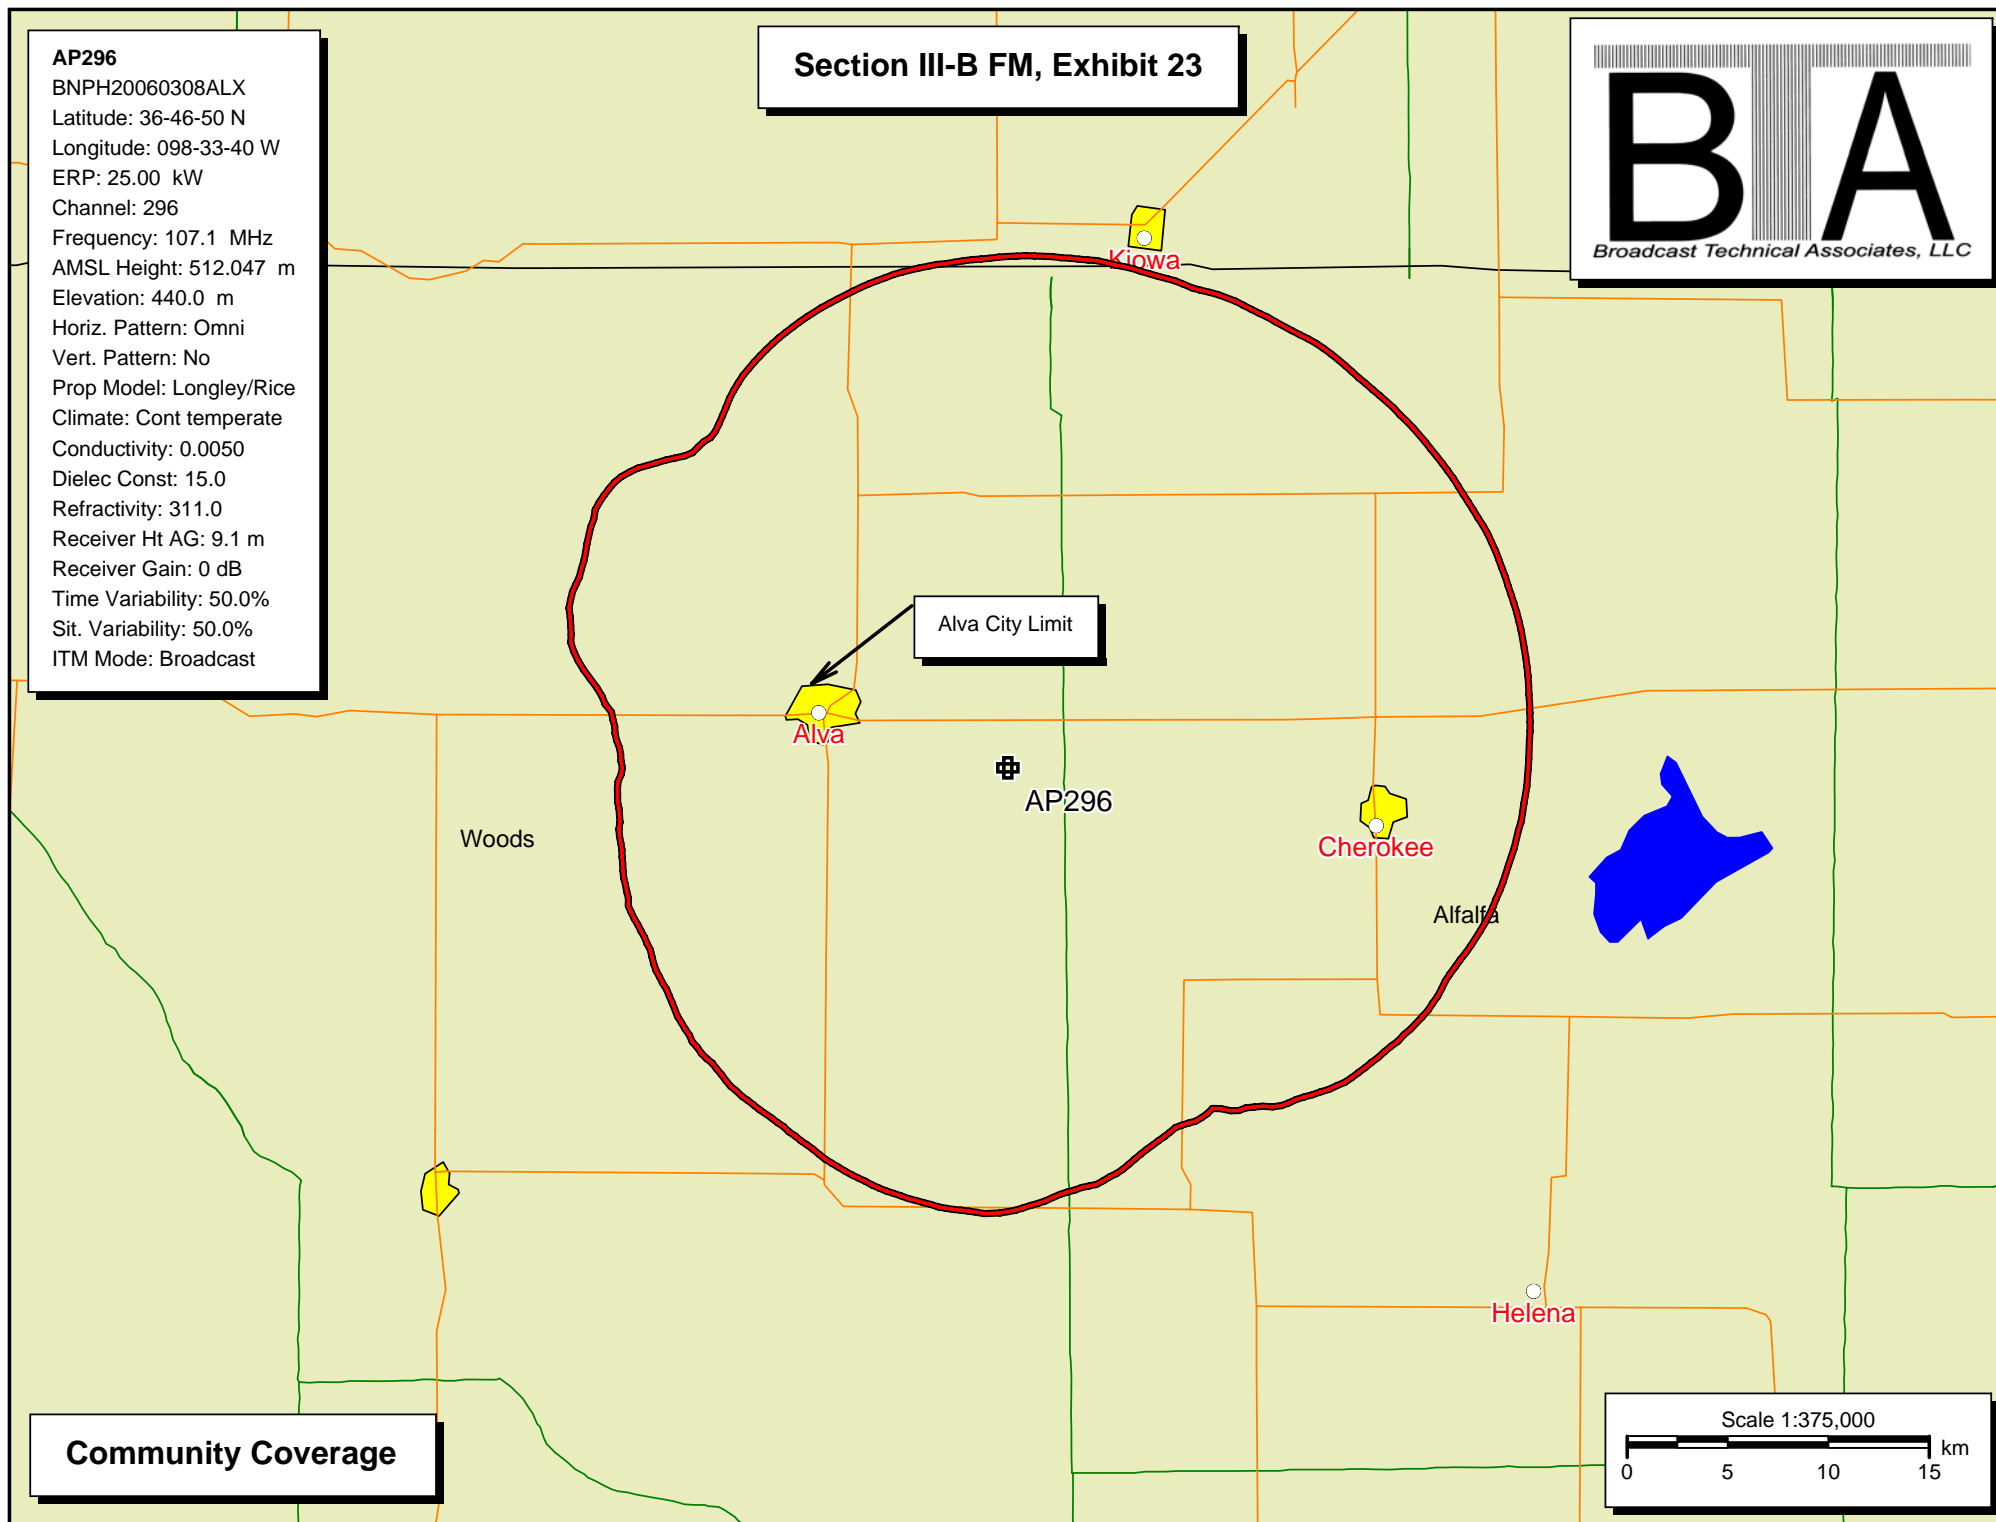 AP296
BNPH20060308ALX
Latitude: 36-46-50 N
Longitude: 098-33-40 W
ERP: 25.00 kW
Channel: 296
Frequency: 107.1 MHz
AMSL Height: 512.047 m
Elevation: 440.0 m
Horiz. Pattern: Omni
Vert. Pattern: No
Prop Model: Longley/Rice
Climate: Cont temperate
Conductivity: 0.0050
Dielec Const: 15.0
Refractivity: 311.0
Receiver Ht AG: 9.1 m
Receiver Gain: 0 dB
Time Variability: 50.0%
Sit. Variability: 50.0%
ITM Mode: Broadcast
Section III-B FM, Exhibit 23
BTA
Broadcast Technical Associates, LLC
Kiowa
Alva City Limit
Alva
AP296
Woods
Cherokee
Alfalfa
Helena
Community Coverage
Scale 1:375,000
km
0 5 10 15